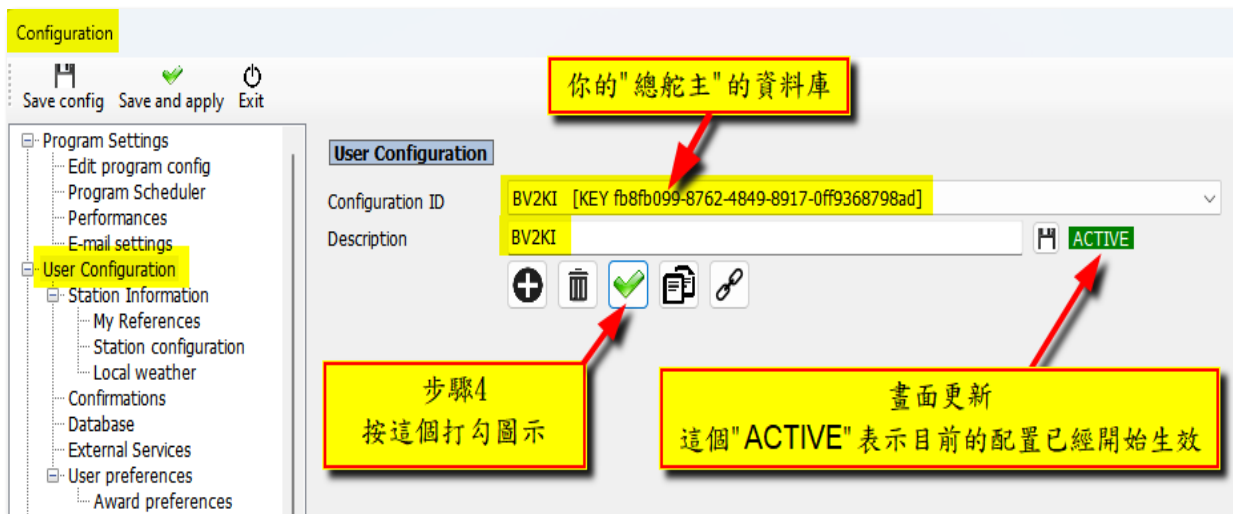 Configuration
Save config Save and apply Exit
你的"總舵主"的資料庫
Program Settings
Edit program config
Program Scheduler
Performances
E-mail settings
User Configuration
Station Information
My References
Station configuration
Local weather
Confirmations
Database
External Services
User preferences
Award preferences
User Configuration
Configuration ID BV2KI [KEY fb8fb099-8762-4849-8917-0ff9368798ad]
Description BV2KI ACTIVE
步驟4
按這個打勾圖示
畫面更新
這個"ACTIVE"表示目前的配置已經開始生效